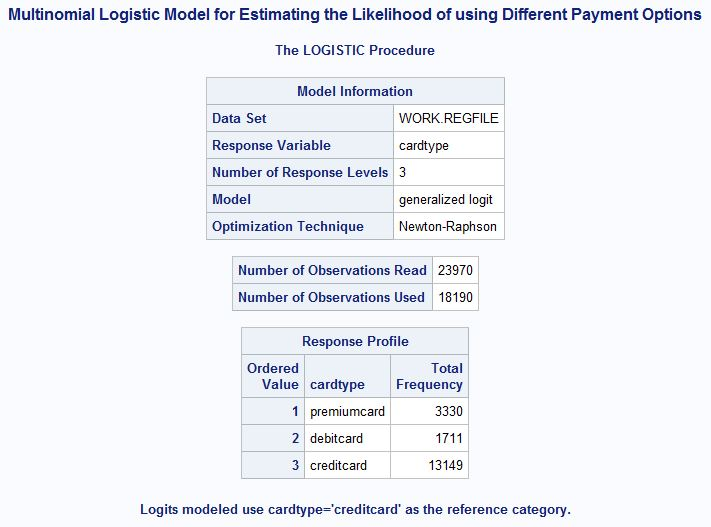 Multinomial Logistic Model for Estimating the Likelihood of using Different Payment Options
The LOGISTIC Procedure
Model Information
Data Set WORK.REGFILE
Response Variable cardtype
Number of Response Levels 3
Model generalized logit
Optimization Technique Newton-Raphson
Number of Observations Read 23970
Number of Observations Used 18190
Response Profile
Ordered Value cardtype Total Frequency
1 premiumcard 3330
2 debitcard 1711
3 creditcard 13149
Logits modeled use cardtype='creditcard' as the reference category.